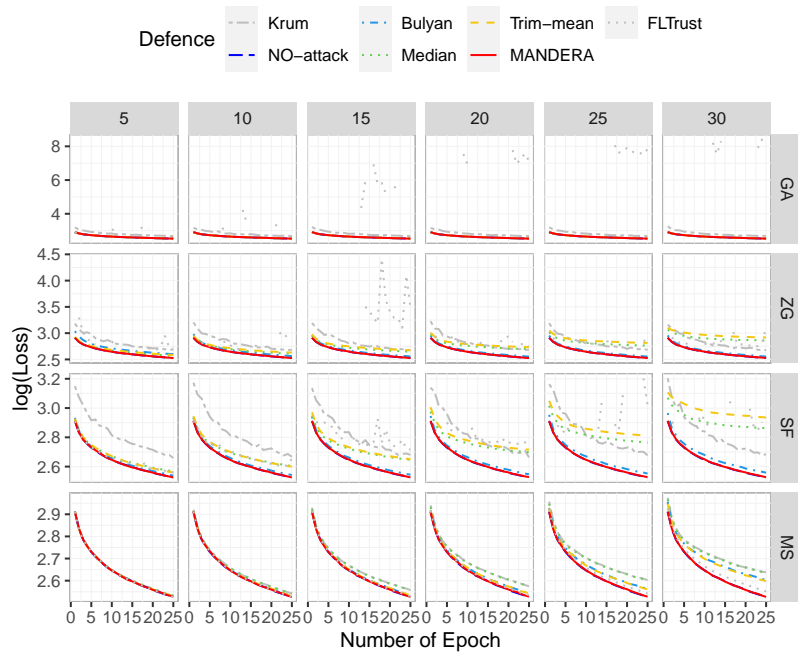 Defence
Krum Bulyan Trim−mean FLTrust
NO−attack Median MANDERA
5 10 15 20 25 30
8
6
4
GA
4.5
4.0
3.5
3.0
2.5
ZG
log(Loss)
3.2
3.0
2.8
2.6
SF
2.9
2.8
2.7
2.6
MS
0 5 10 15 20 25 0 5 10 15 20 25 0 5 10 15 20 25 0 5 10 15 20 25 0 5 10 15 20 25 0 5 10 15 20 25
Number of Epoch